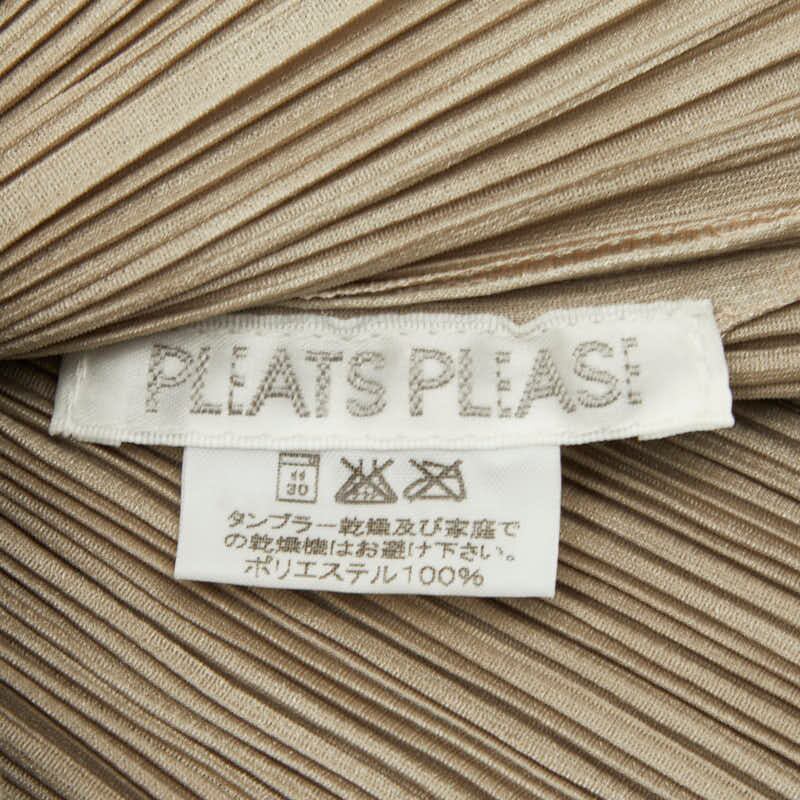 PLEATS PLEASE
30
タンブラー乾燥及び家庭で
の乾燥機はお避け下さい。
ポリエステル100%